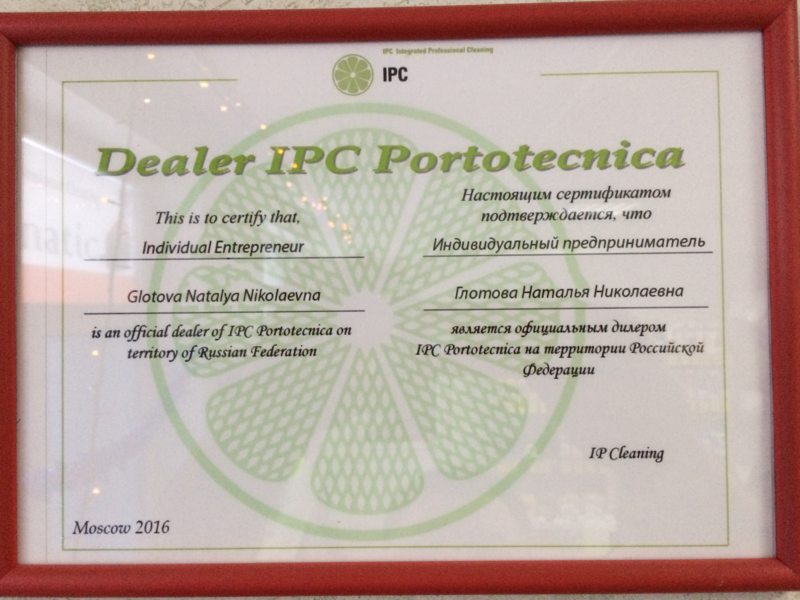 IPC Integrated Professional Cleaning
IPC
Dealer IPC Portotecnica
This is to certify that,
Individual Entrepreneur
Glotova Natalya Nikolaevna
is an official dealer of IPC Portotecnica on
territory of Russian Federation
Настоящим сертификатом
подтверждается, что
Индивидуальный предприниматель
Глотова Наталья Николаевна
является официальным дилером
IPC Portotecnica на территории Российской
Федерации
IP Cleaning
Moscow 2016